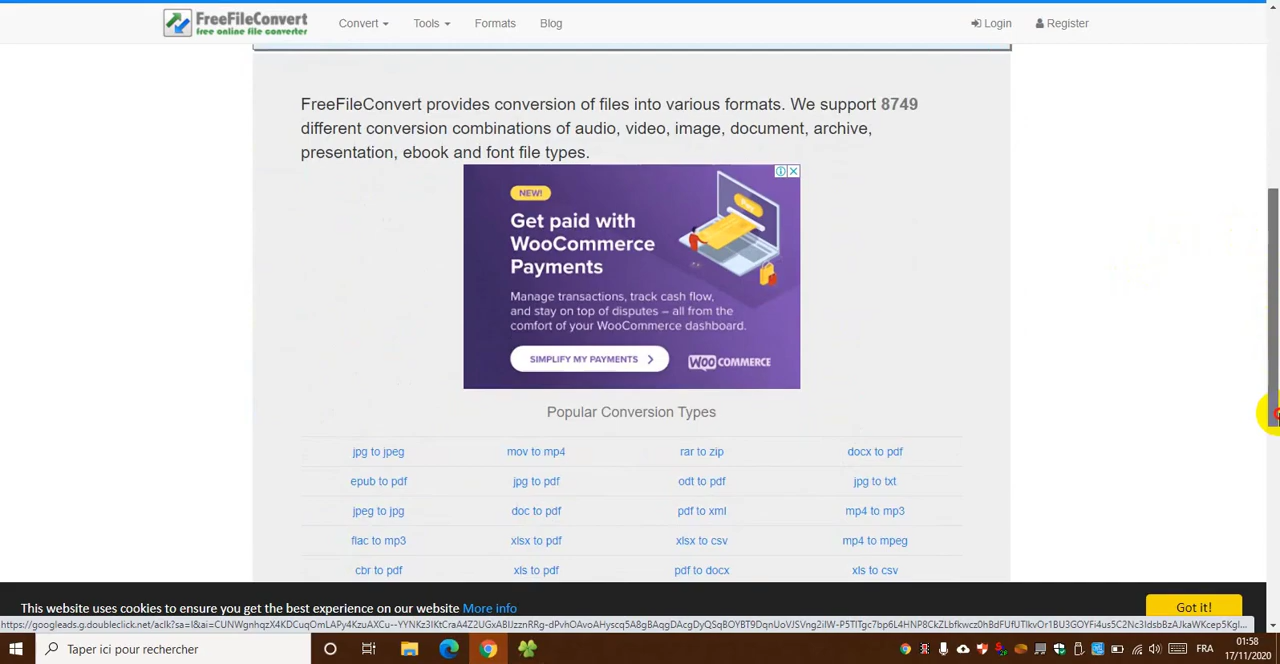 FreeFileConvert
free online file converter
Convert
Tools
Formats
Blog
Login
Register
FreeFileConvert provides conversion of files into various formats. We support 8749
different conversion combinations of audio, video, image, document, archive,
presentation, ebook and font file types.
NEW!
Get paid with
WooCommerce
Payments
Manage transactions, track cash flow,
and stay on top of disputes – all from the
comfort of your WooCommerce dashboard.
SIMPLIFY MY PAYMENTS
WOO COMMERCE
Popular Conversion Types
jpg to jpeg mov to mp4 rar to zip docx to pdf
epub to pdf jpg to pdf odt to pdf jpg to txt
jpeg to jpg doc to pdf pdf to xml mp4 to mp3
flac to mp3 xlsx to pdf xlsx to csv mp4 to mpeg
cbr to pdf xls to pdf pdf to docx xls to csv
This website uses cookies to ensure you get the best experience on our website More info
Got it!
Taper ici pour rechercher
FRA
01:58
17/11/2020